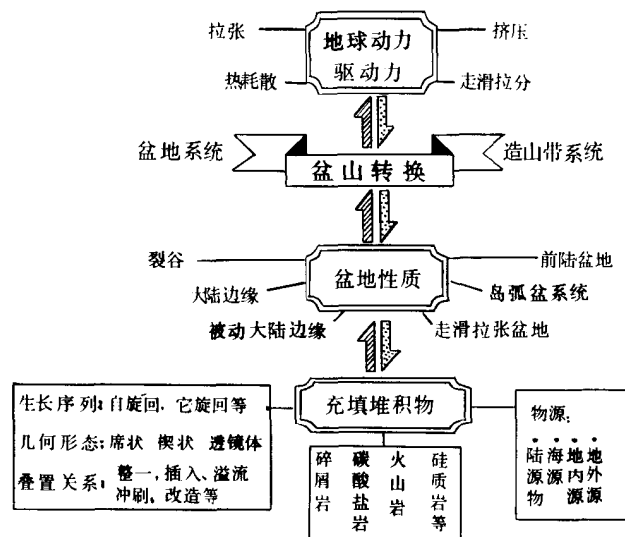 拉张
挤压
地球动力
驱动力
热耗散
走滑拉分
盆地系统
造山带系统
盆山转换
裂谷
前陆盆地
盆地性质
大陆边缘
岛弧盆系统
被动大陆边缘
走滑拉张盆地
充填堆积物
生长序列：自旋回，它旋回等
几何形态；席状 楔状 透镜体
叠置关系：整一，插入、溢流
冲刷、改造等
碎屑岩
碳酸盐岩
火山岩
硅质岩等
物源：
陆源物
海源
地内源
地外源